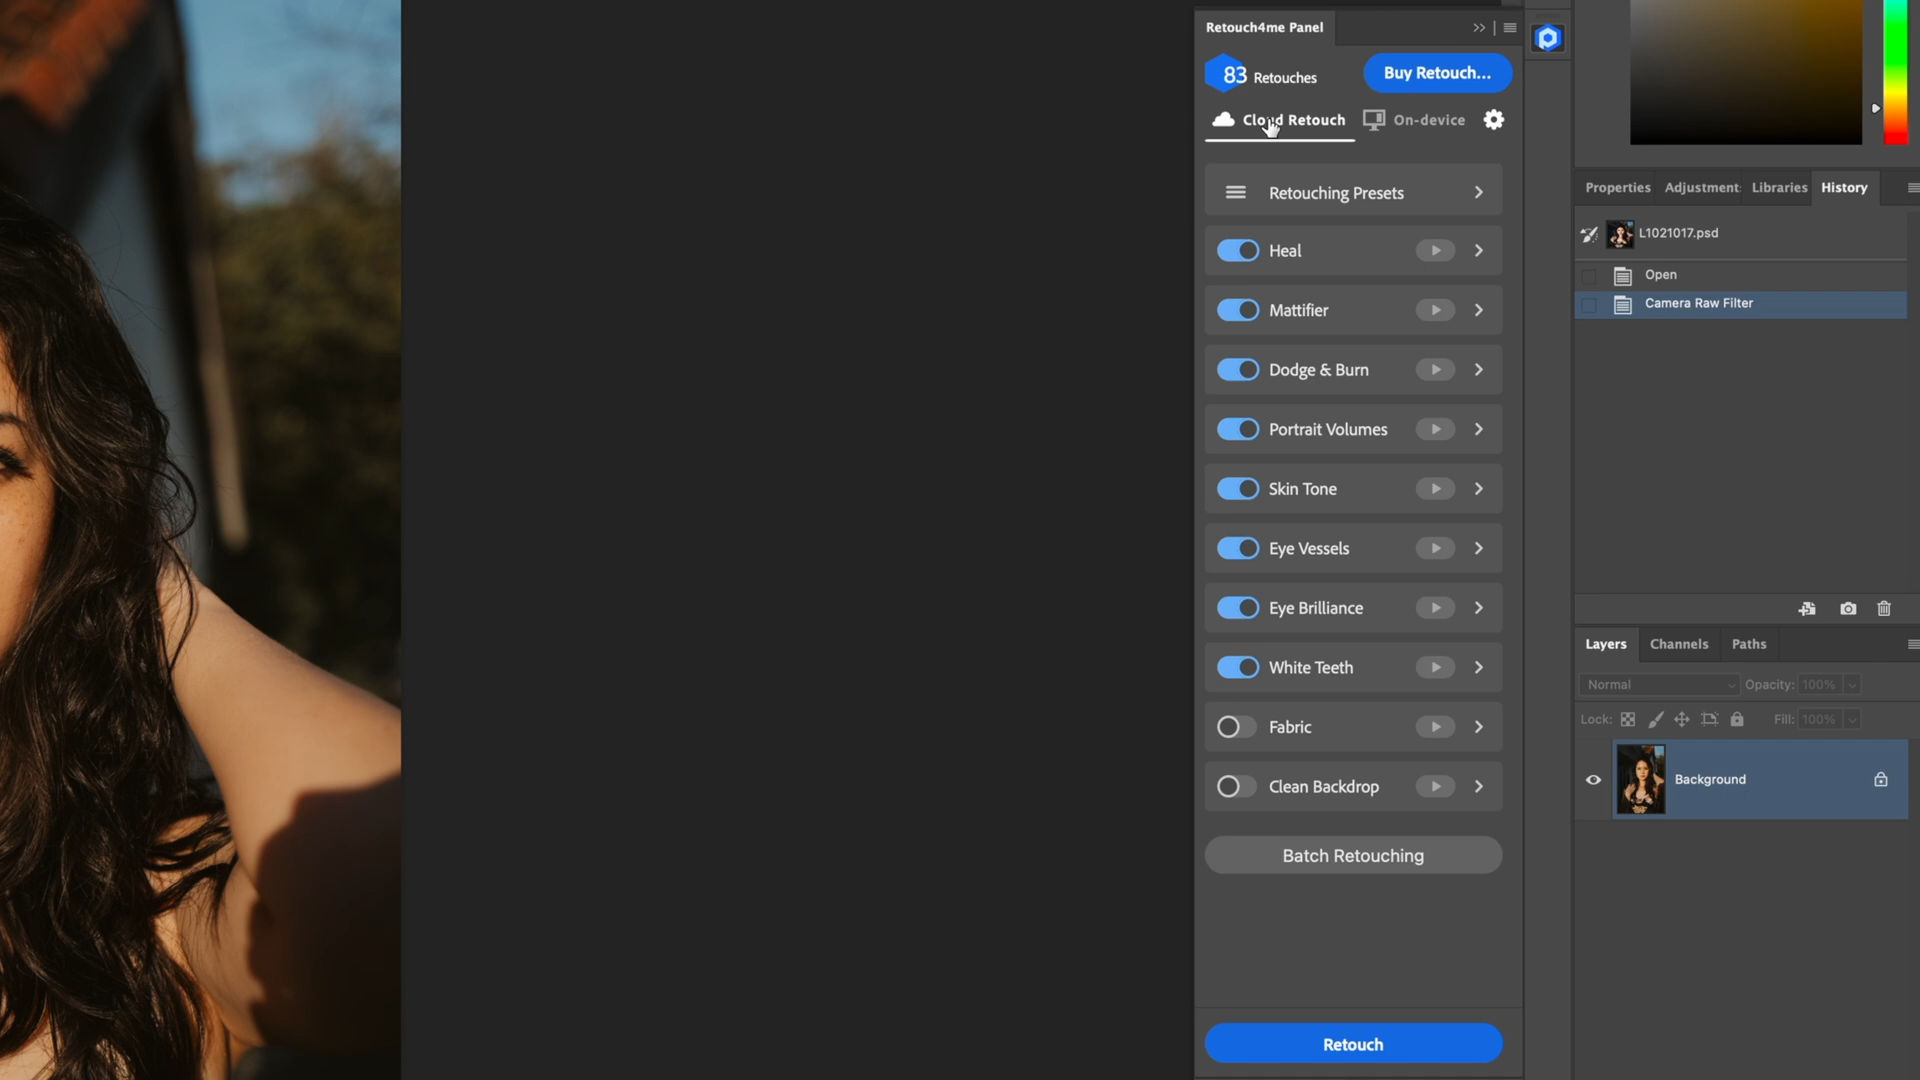 Retouch4me Panel
83 Retouches
Buy Retouch...
Cloud Retouch
On-device
Retouching Presets
Heal
Mattifier
Dodge & Burn
Portrait Volumes
Skin Tone
Eye Vessels
Eye Brilliance
White Teeth
Fabric
Clean Backdrop
Batch Retouching
Retouch
Properties
Adjustment
Libraries
History
L1021017.psd
Open
Camera Raw Filter
Layers
Channels
Paths
Normal
Opacity: 100%
Lock:
Fill: 100%
Background